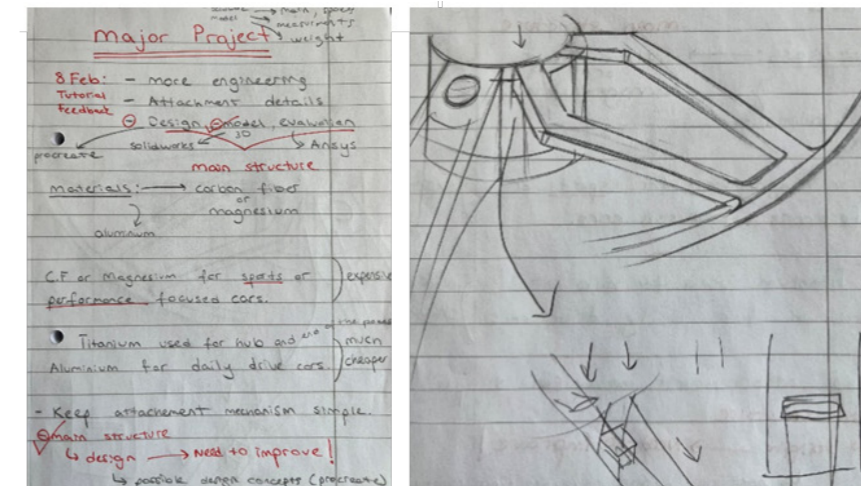 model → measurements
Major Project → weight
8 Feb: - more engineering
Tutorial - Attachment details
feedback
Design, model, evaluation
3D
procreate solidworks Ansys
main structure
materials: → carbon fiber
or
magnesium
aluminum
C.F or Magnesium for sports or
performance focused cars.
expensive
Titanium used for hub and
Aluminium for daily drive cars.
much
cheaper
- Keep attachement mechanism simple.
main structure
↳ design → Need to improve!
↳ possible design concepts (procreate)